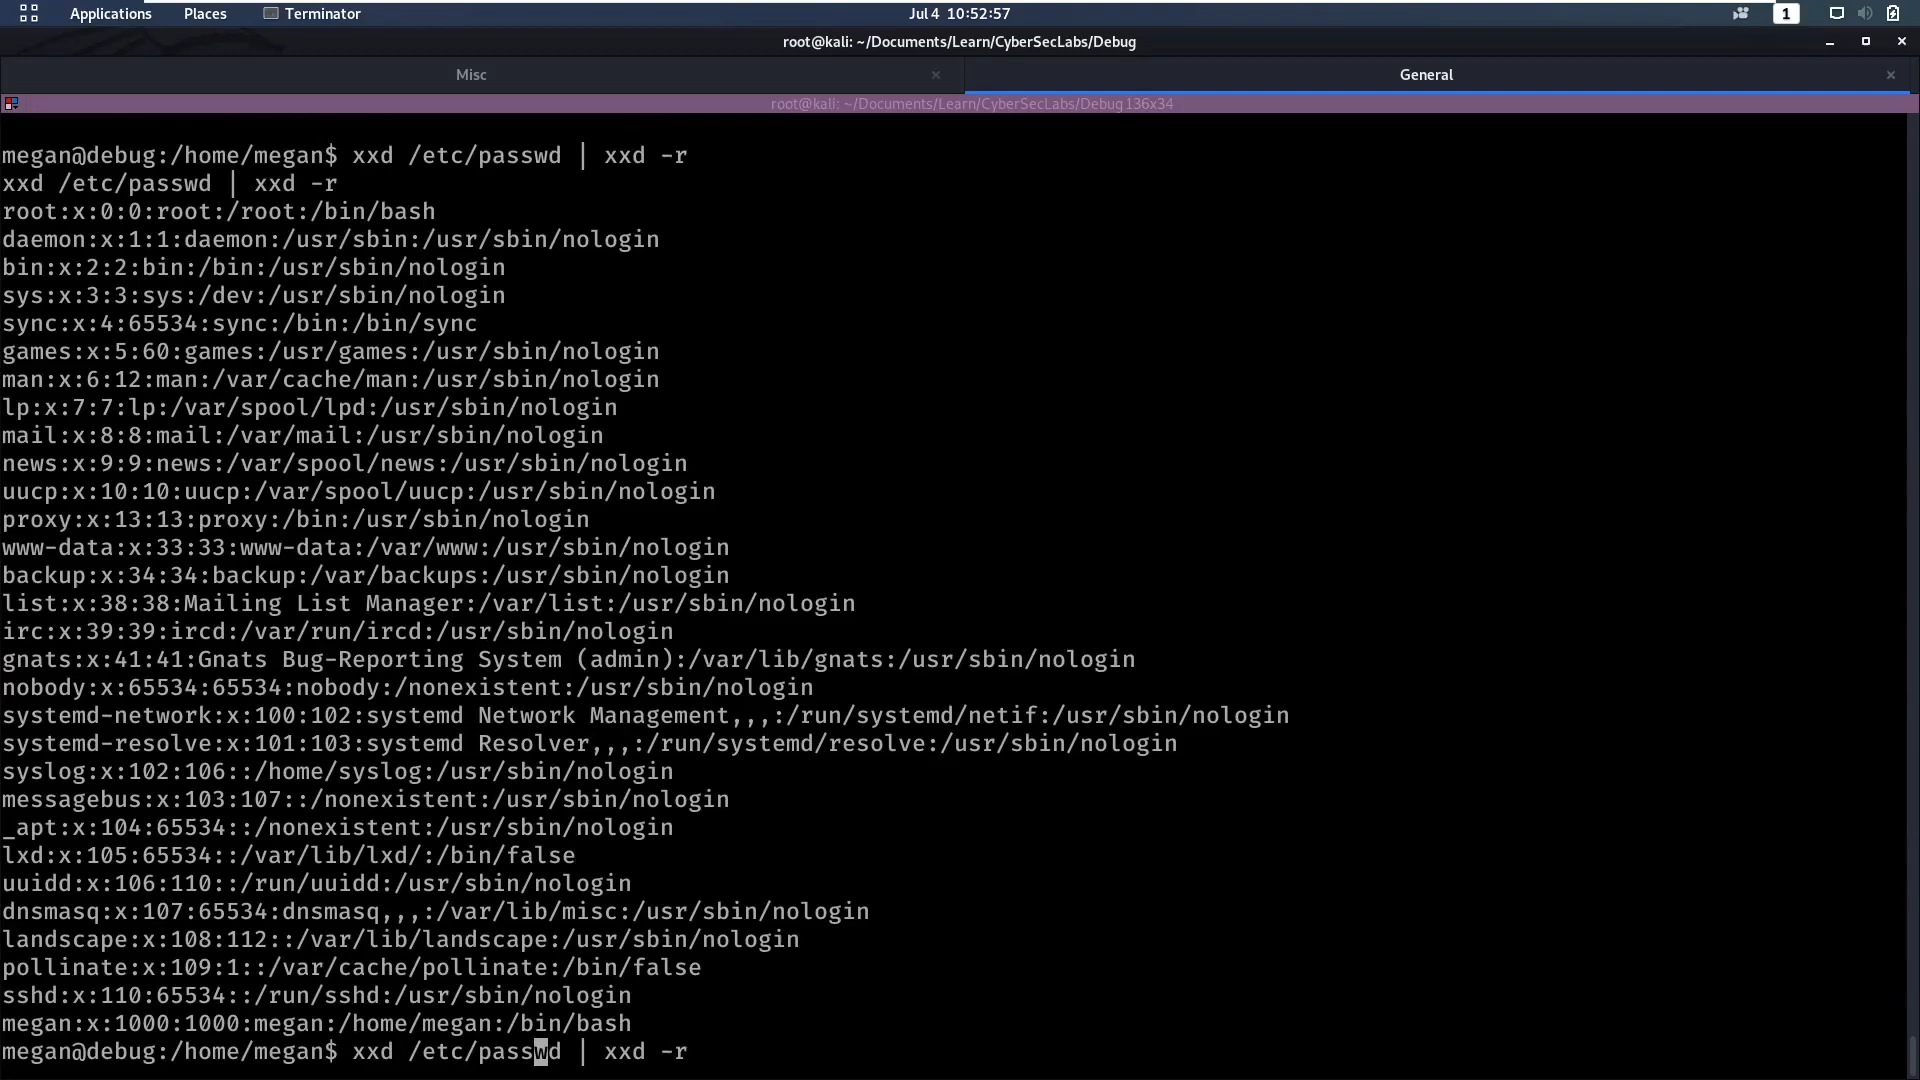 Applications Places Terminator Jul 4 10:52:57 1
root@kali: ~/Documents/Learn/CyberSecLabs/Debug
Misc × General ×
root@kali: ~/Documents/Learn/CyberSecLabs/Debug 136x34
megan@debug:/home/megan$ xxd /etc/passwd | xxd -r
xxd /etc/passwd | xxd -r
root:x:0:0:root:/root:/bin/bash
daemon:x:1:1:daemon:/usr/sbin:/usr/sbin/nologin
bin:x:2:2:bin:/bin:/usr/sbin/nologin
sys:x:3:3:sys:/dev:/usr/sbin/nologin
sync:x:4:65534:sync:/bin:/bin/sync
games:x:5:60:games:/usr/games:/usr/sbin/nologin
man:x:6:12:man:/var/cache/man:/usr/sbin/nologin
lp:x:7:7:lp:/var/spool/lpd:/usr/sbin/nologin
mail:x:8:8:mail:/var/mail:/usr/sbin/nologin
news:x:9:9:news:/var/spool/news:/usr/sbin/nologin
uucp:x:10:10:uucp:/var/spool/uucp:/usr/sbin/nologin
proxy:x:13:13:proxy:/bin:/usr/sbin/nologin
www-data:x:33:33:www-data:/var/www:/usr/sbin/nologin
backup:x:34:34:backup:/var/backups:/usr/sbin/nologin
list:x:38:38:Mailing List Manager:/var/list:/usr/sbin/nologin
irc:x:39:39:ircd:/var/run/ircd:/usr/sbin/nologin
gnats:x:41:41:Gnats Bug-Reporting System (admin):/var/lib/gnats:/usr/sbin/nologin
nobody:x:65534:65534:nobody:/nonexistent:/usr/sbin/nologin
systemd-network:x:100:102:systemd Network Management,,,:/run/systemd/netif:/usr/sbin/nologin
systemd-resolve:x:101:103:systemd Resolver,,,:/run/systemd/resolve:/usr/sbin/nologin
syslog:x:102:106::/home/syslog:/usr/sbin/nologin
messagebus:x:103:107::/nonexistent:/usr/sbin/nologin
_apt:x:104:65534::/nonexistent:/usr/sbin/nologin
lxd:x:105:65534::/var/lib/lxd/:/bin/false
uuidd:x:106:110::/run/uuidd:/usr/sbin/nologin
dnsmasq:x:107:65534:dnsmasq,,,:/var/lib/misc:/usr/sbin/nologin
landscape:x:108:112::/var/lib/landscape:/usr/sbin/nologin
pollinate:x:109:1::/var/cache/pollinate:/bin/false
sshd:x:110:65534::/run/sshd:/usr/sbin/nologin
megan:x:1000:1000:megan:/home/megan:/bin/bash
megan@debug:/home/megan$ xxd /etc/passwd | xxd -r